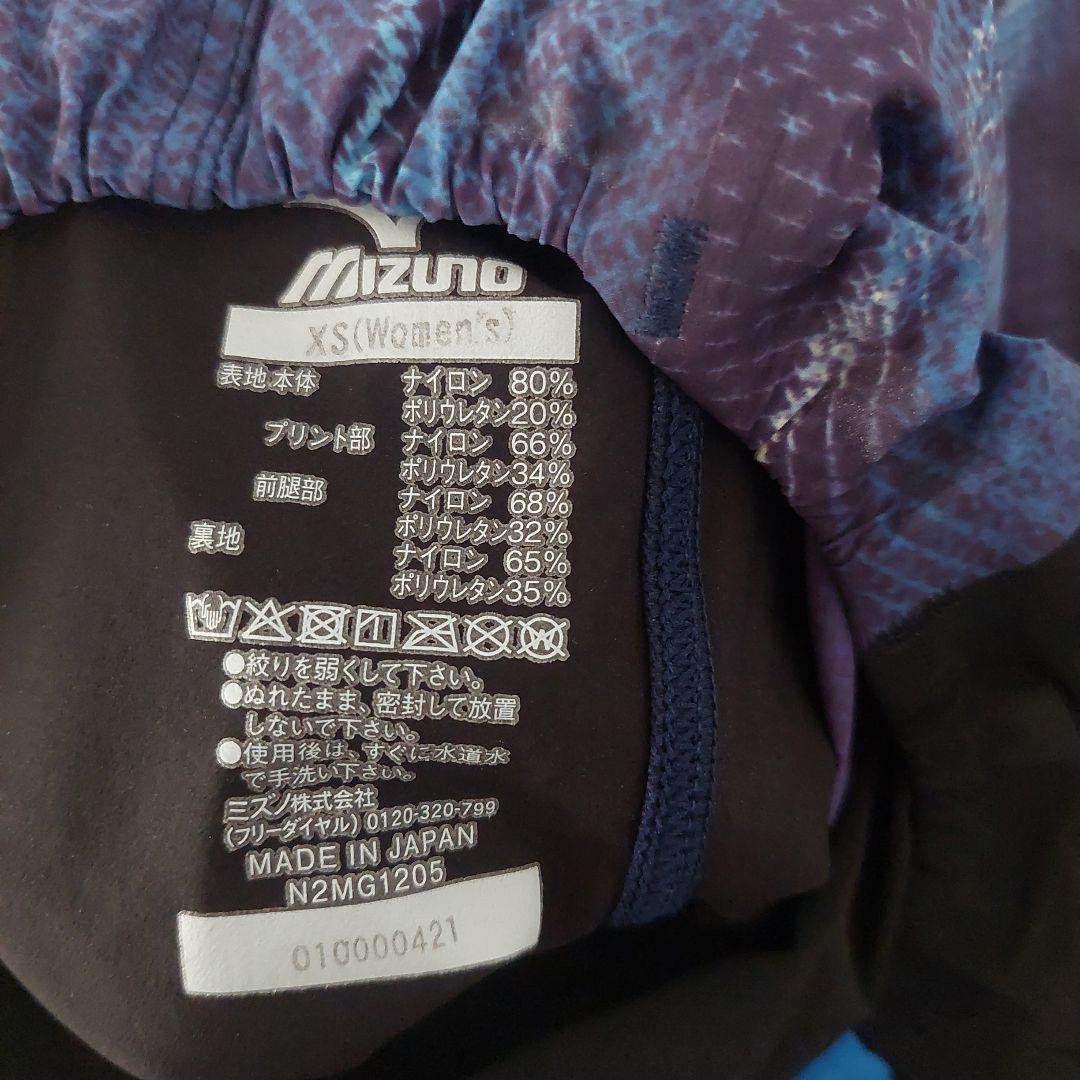 MIZUNO
XS(Women's)
表地 本体 ナイロン 80%
ポリウレタン20%
プリント部 ナイロン 66%
ポリウレタン34%
前腿部 ナイロン 68%
ポリウレタン32%
裏地 ナイロン 65%
ポリウレタン35%
●絞りを弱くして下さい。
●ぬれたまま、密封して放置
しないで下さい。
●使用後は、すぐに水道水
で手洗い下さい。
ミズノ株式会社
(フリーダイヤル) 0120-320-799
MADE IN JAPAN
N2MG1205
010000421